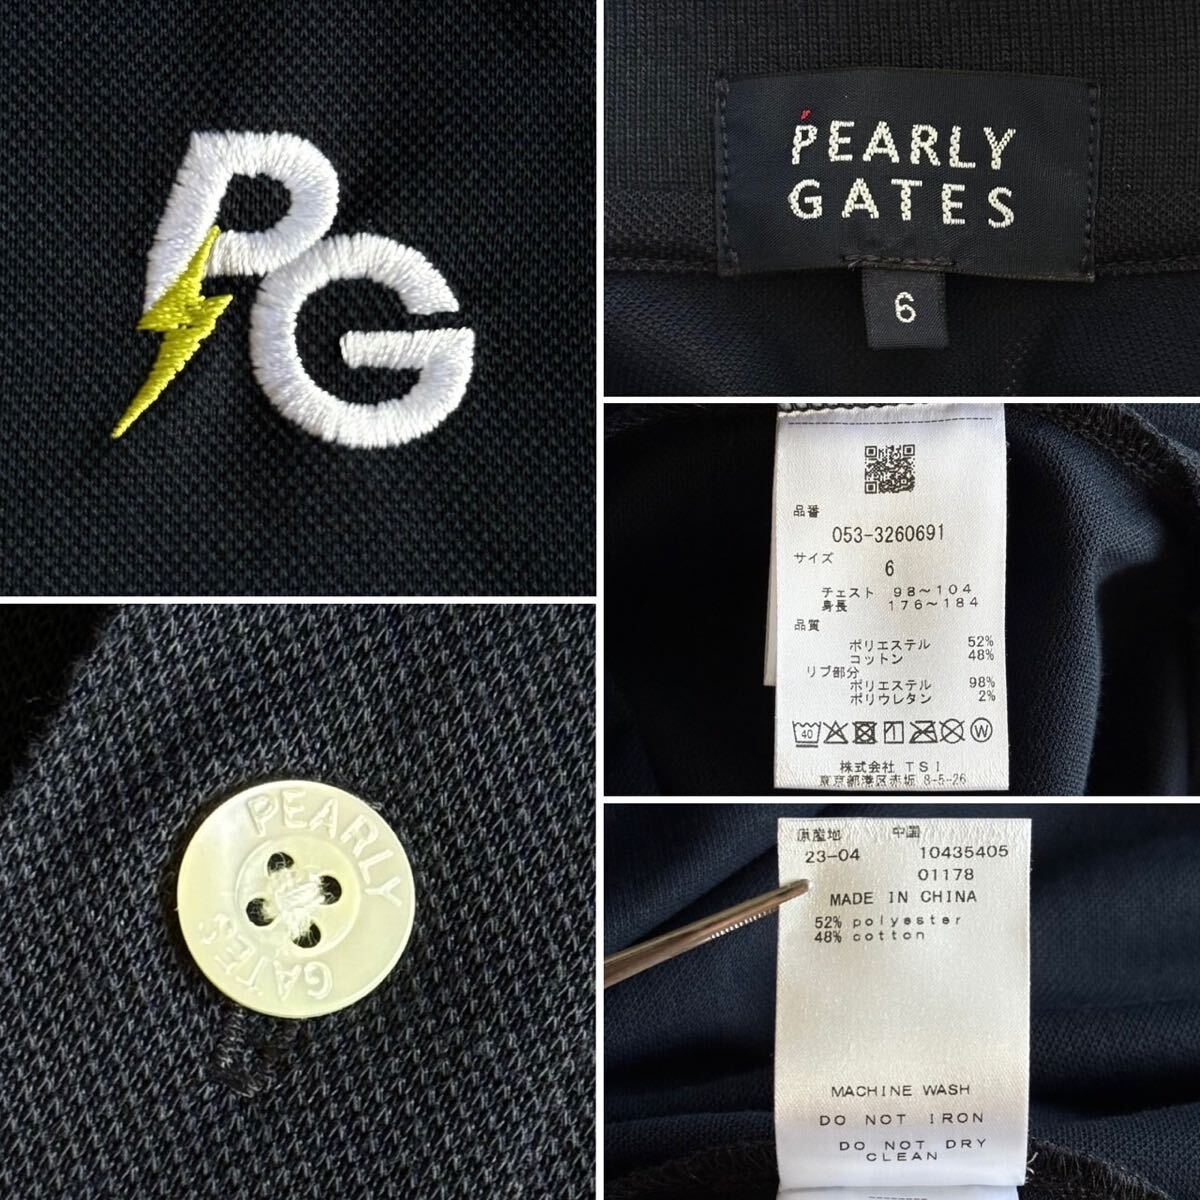 PG
PEARLY
GATES
6
品番
053-3260691
サイズ
6
チェスト 98〜104
身長 176〜184
品質
ポリエステル 52%
コットン 48%
リブ部分
ポリエステル 98%
ポリウレタン 2%
40
W
株式会社 TSI
東京都港区赤坂 8-5-26
PEARLY
GATES
原産地 中国
23-04 10435405
01178
MADE IN CHINA
52% polyester
48% cotton
MACHINE WASH
DO NOT IRON
DO NOT DRY
CLEAN